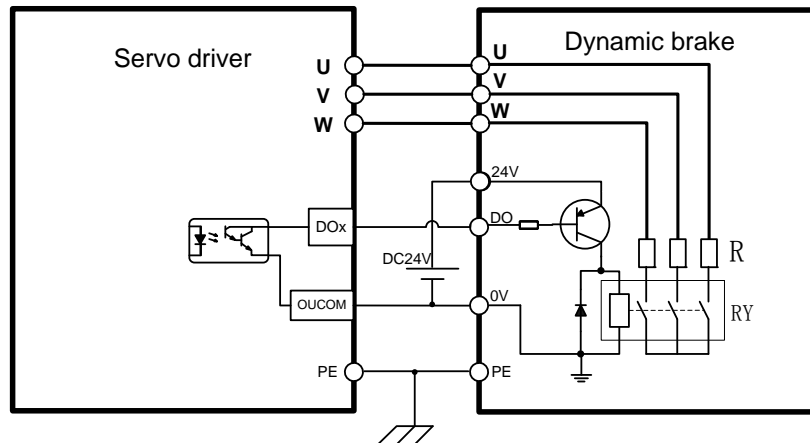 Servo driver
Dynamic brake
U
U
V
V
W
W
24V
DOx
DO
DC24V
R
OUCOM
0V
RY
PE
PE